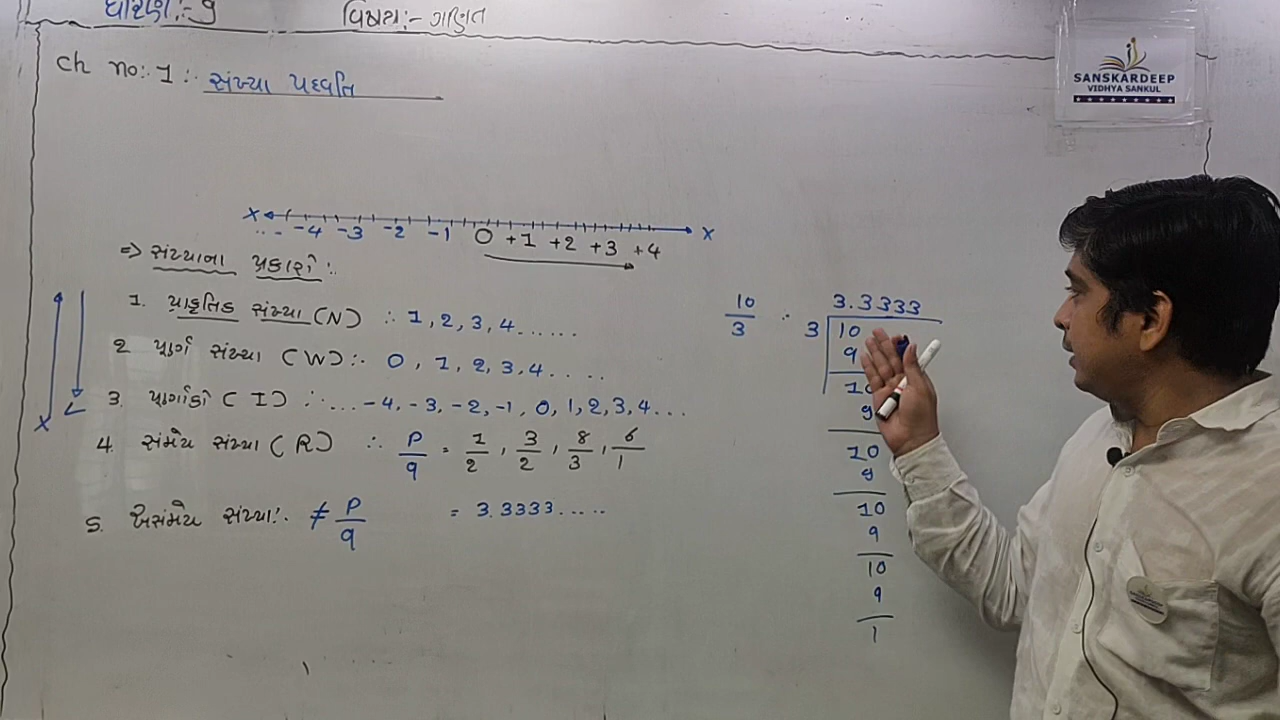 ધોરણ:- 9
વિષય:- ગણિત
Ch no:- 1 :- સંખ્યા પધ્ધતિ
SANSKARDEEP
VIDHYA SANKUL
X ... -4 -3 -2 -1 0 +1 +2 +3 +4 X
⇒ સંખ્યાના પ્રકારો :.
1. પ્રાકૃતિક સંખ્યા (N) ∴ 1, 2, 3, 4......
2 પૂર્ણ સંખ્યા (W):. 0, 1, 2, 3, 4....
3. પૂર્ણાંકો (I) ∴ ... -4, -3, -2, -1, 0, 1, 2, 3, 4...
4. સંમેય સંખ્યા (R) ∴ P/q = 1/2, 3/2, 8/3, 6/1
5. અસંમેય સંખ્યા:. ≠ P/q = 3.3333.....
X
L
10/3 :
3.3333
3 10
9
10
9
10
9
10
9
10
9
1